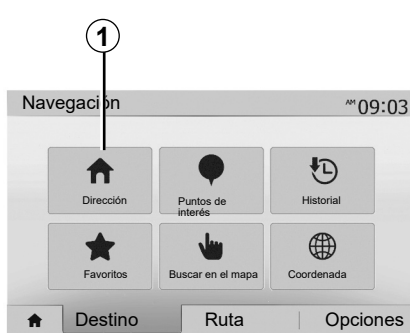 1
Navegación
AM 09:03
Dirección
Puntos de
interés
Historial
Favoritos
Buscar en el mapa
Coordenada
Destino
Ruta
Opciones